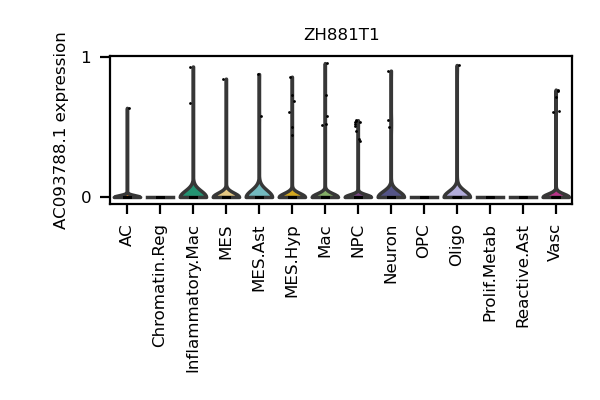 ZH881T1
AC093788.1 expression
1
0
AC
Chromatin.Reg
Inflammatory.Mac
MES
MES.Ast
MES.Hyp
Mac
NPC
Neuron
OPC
Oligo
Prolif.Metab
Reactive.Ast
Vasc